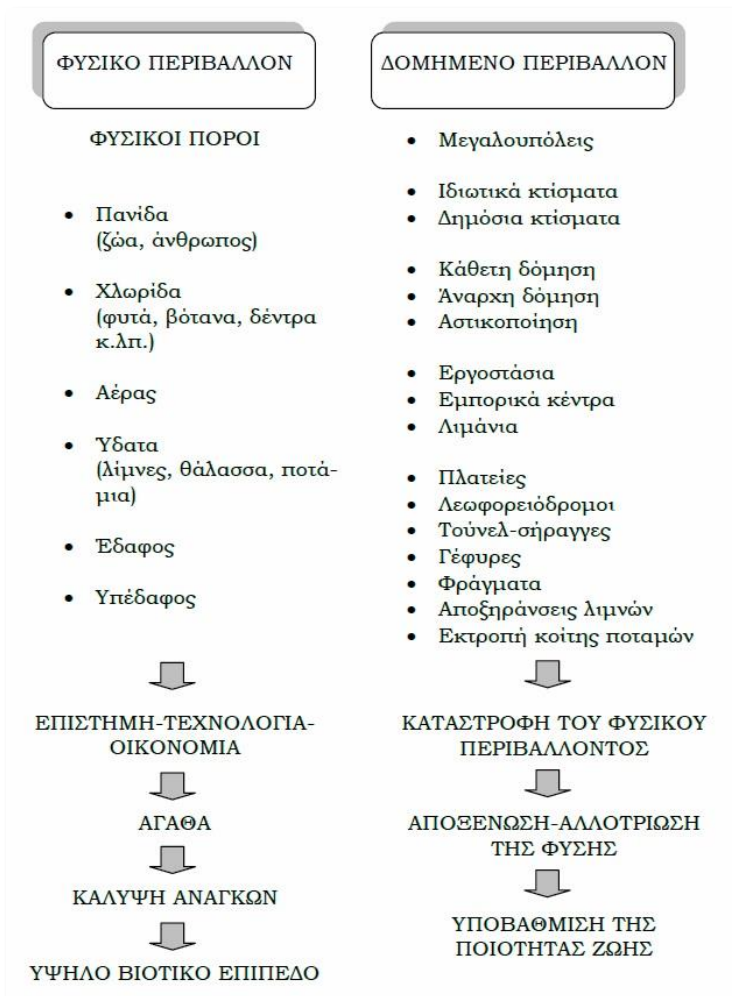 ΦΥΣΙΚΟ ΠΕΡΙΒΑΛΛΟΝ
ΦΥΣΙΚΟΙ ΠΟΡΟΙ
• Πανίδα
(ζώα, άνθρωπος)
• Χλωρίδα
(φυτά, βότανα, δέντρα
κ.λπ.)
• Αέρας
• Ύδατα
(λίμνες, θάλασσα, ποτά-
μια)
• Έδαφος
• Υπέδαφος
ΕΠΙΣΤΗΜΗ-ΤΕΧΝΟΛΟΓΙΑ-
ΟΙΚΟΝΟΜΙΑ
ΑΓΑΘΑ
ΚΑΛΥΨΗ ΑΝΑΓΚΩΝ
ΥΨΗΛΟ ΒΙΟΤΙΚΟ ΕΠΙΠΕΔΟ
ΔΟΜΗΜΕΝΟ ΠΕΡΙΒΑΛΛΟΝ
• Μεγαλουπόλεις
• Ιδιωτικά κτίσματα
• Δημόσια κτίσματα
• Κάθετη δόμηση
• Άναρχη δόμηση
• Αστικοποίηση
• Εργοστάσια
• Εμπορικά κέντρα
• Λιμάνια
• Πλατείες
• Λεωφορειόδρομοι
• Τούνελ-σήραγγες
• Γέφυρες
• Φράγματα
• Αποξηράνσεις λιμνών
• Εκτροπή κοίτης ποταμών
ΚΑΤΑΣΤΡΟΦΗ ΤΟΥ ΦΥΣΙΚΟΥ
ΠΕΡΙΒΑΛΛΟΝΤΟΣ
ΑΠΟΞΕΝΩΣΗ-ΑΛΛΟΤΡΙΩΣΗ
ΤΗΣ ΦΥΣΗΣ
ΥΠΟΒΑΘΜΙΣΗ ΤΗΣ
ΠΟΙΟΤΗΤΑΣ ΖΩΗΣ